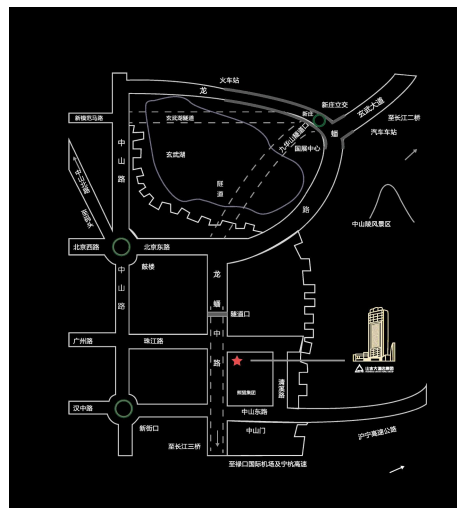 火车站
龙
新庄立交
玄武大道
新模范马路
玄武湖隧道
新庄
至长江二桥
九华山隧道口
蟠
汽车车站
中山路
玄武湖
国展中心
隧道
路
中山陵风景区
北京西路
北京东路
鼓楼
中山路
龙
蟠
中
路
隧道口
广州路
珠江路
清溪路
汉中路
中山东路
新街口
中山门
沪宁高速公路
至长江三桥
至禄口国际机场及宁杭高速